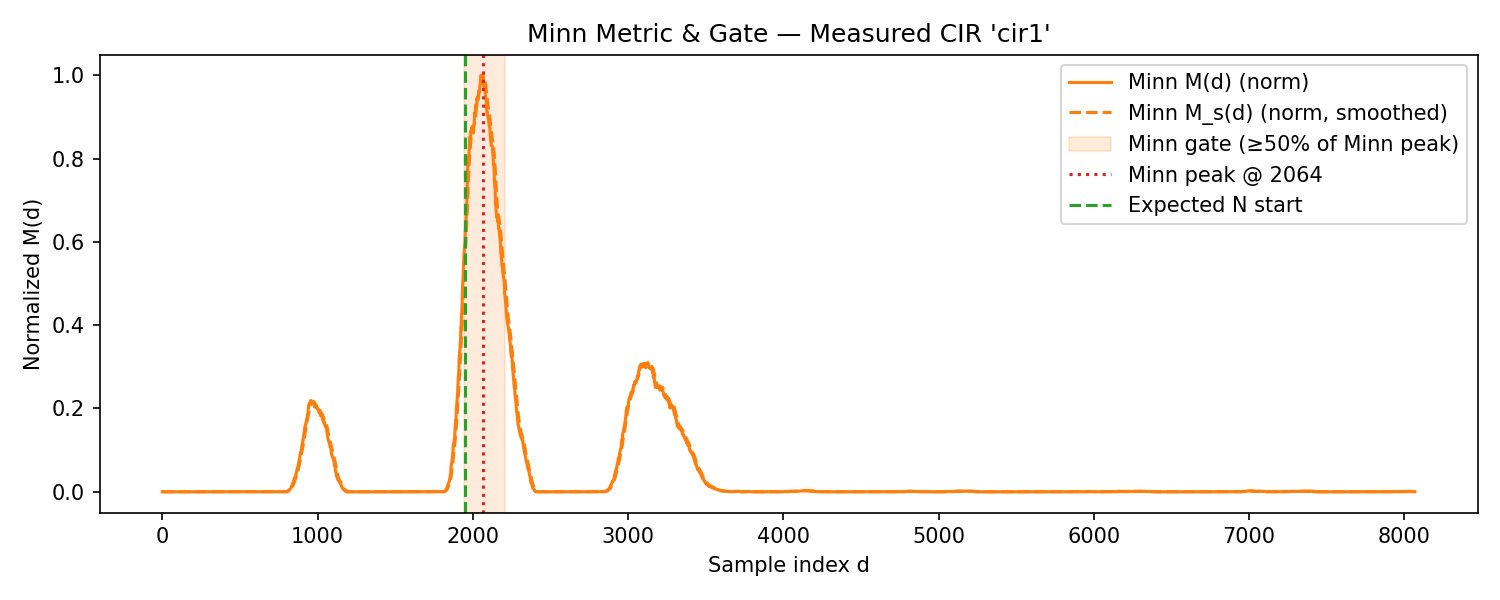 Minn Metric & Gate — Measured CIR 'cir1'
Normalized M(d)
1.0
0.8
0.6
0.4
0.2
0.0
Minn M(d) (norm)
Minn M_s(d) (norm, smoothed)
Minn gate (≥50% of Minn peak)
Minn peak @ 2064
Expected N start
0 1000 2000 3000 4000 5000 6000 7000 8000
Sample index d